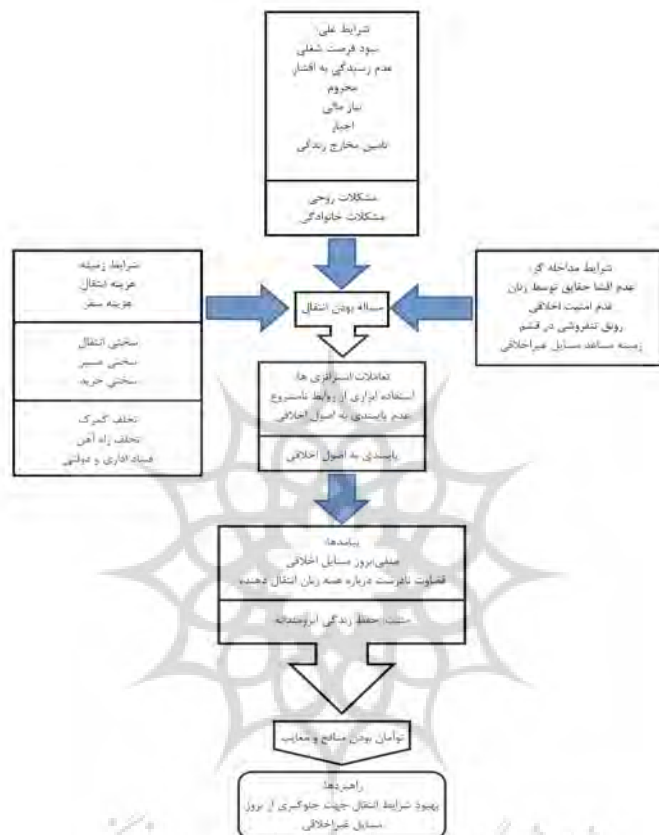 شرایط علی:
نبود فرصت شغلی
عدم رسیدگی به اقشار
محروم
نیاز مالی
اجبار
تامین مخارج زندگی
مشکلات روحی
مشکلات خانوادگی
شرایط مداخله گر:
عدم افشا حقایق توسط زنان
عدم امنیت اخلاقی
رونق تنفروشی در قشم
زمینه مساعد مسایل غیراخلاقی
مساله بودن انتقال
شرایط زمینه:
هزینه انتقال
هزینه سفر
سختی انتقال
سختی مسیر
سختی خرید
تخلف گمرک
تخلف راه آهن
فساد اداری و دولتی
تعاملات/استراتژی ها:
استفاده ابزاری از روابط نامشروع
عدم پایبندی به اصول اخلاقی
پایبندی به اصول اخلاقی
پیامدها:
منفی:بروز مسایل اخلاقی
قضاوت نادرست درباره همه زنان انتقال دهنده
مثبت: حفظ زندگی آبرومندانه
توأمان بودن منافع و معایب
راهبردها:
بهبود شرایط انتقال جهت جلوگیری از بروز
مسایل غیراخلاقی